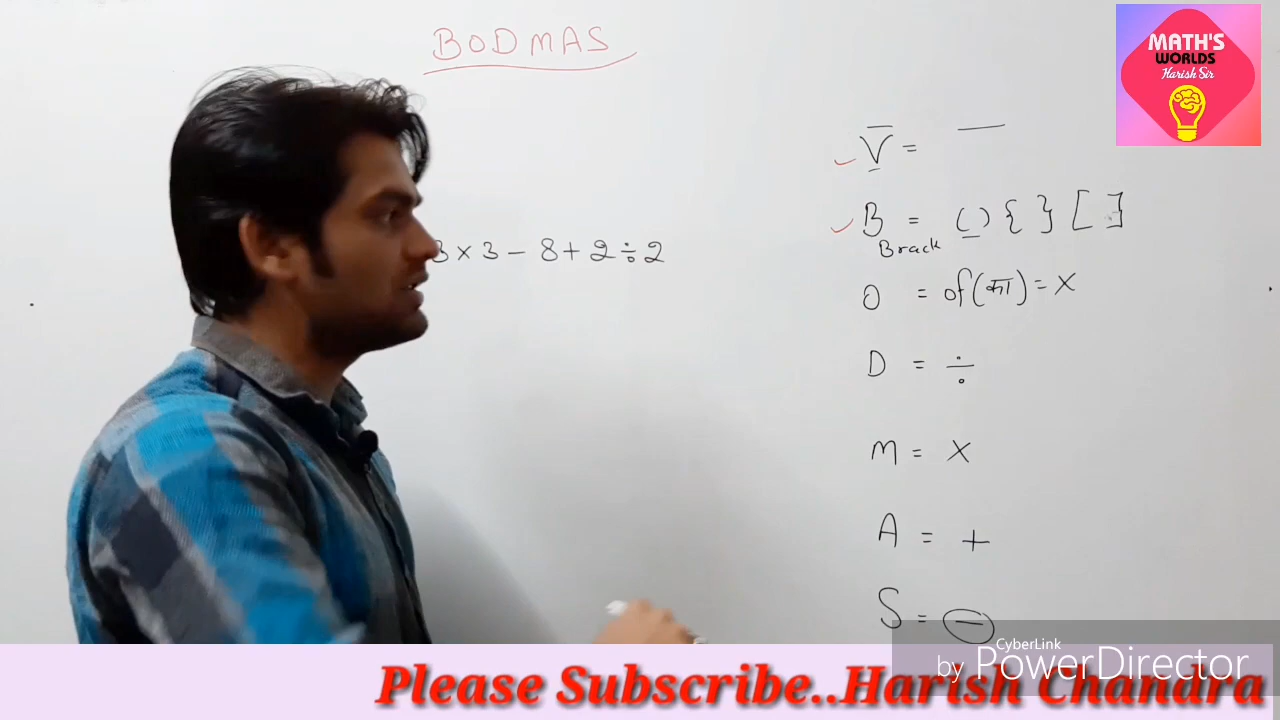 BODMAS
MATH'S
WORLDS
Harish Sir
V̅ = ‾
B = ( ) { } [ ]
Brack
3 × 3 – 8 + 2 ÷ 2
O = of (का) = ×
D = ÷
M = ×
A = +
S = –
CyberLink
by PowerDirector
Please Subscribe..Harish Chandra